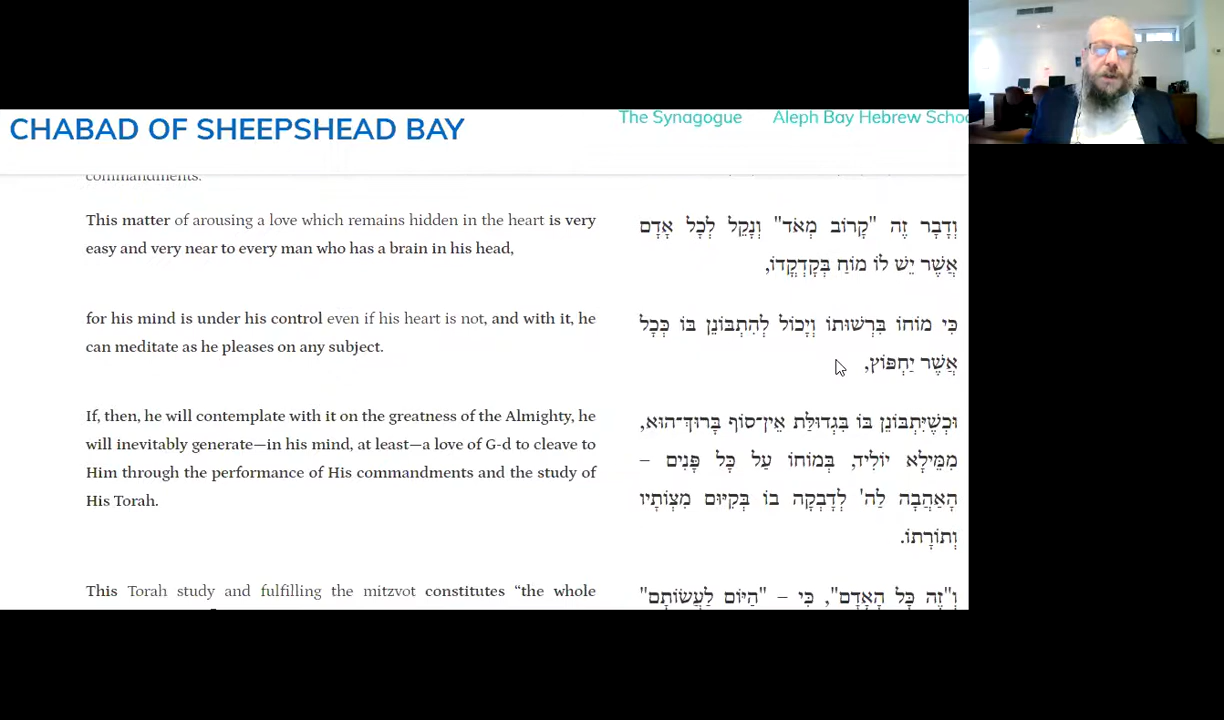 CHABAD OF SHEEPSHEAD BAY
The Synagogue
Aleph Bay Hebrew Schoo
commandments.
This matter of arousing a love which remains hidden in the heart is very
easy and very near to every man who has a brain in his head,
וְדָבָר זֶה "קָרוֹב מְאֹד" וְנָקֵל לְכָל אָדָם
אֲשֶׁר יֵשׁ לוֹ מוֹחַ בְּקָדְקֳדוֹ,
for his mind is under his control even if his heart is not, and with it, he
can meditate as he pleases on any subject.
כִּי מוֹחוֹ בִּרְשׁוּתוֹ וְיָכוֹל לְהִתְבּוֹנֵן בּוֹ כְּכָל
אֲשֶׁר יַחְפּוֹץ,
If, then, he will contemplate with it on the greatness of the Almighty, he
will inevitably generate—in his mind, at least—a love of G-d to cleave to
Him through the performance of His commandments and the study of
His Torah.
וּכְשֶׁיִּתְבּוֹנֵן בּוֹ בִּגְדוּלַּת אֵין־סוֹף בָּרוּךְ־הוּא,
מִמֵּילָא יוֹלִיד, בְּמוֹחוֹ עַל כָּל פָּנִים –
הָאַהֲבָה לַה' לְדָבְקָה בוֹ בְּקִיּוּם מִצְוֹתָיו
וְתוֹרָתוֹ.
This Torah study and fulfilling the mitzvot constitutes “the whole
וְ"זֶה כָּל הָאָדָם", כִּי – "הַיּוֹם לַעֲשׂוֹתָם"